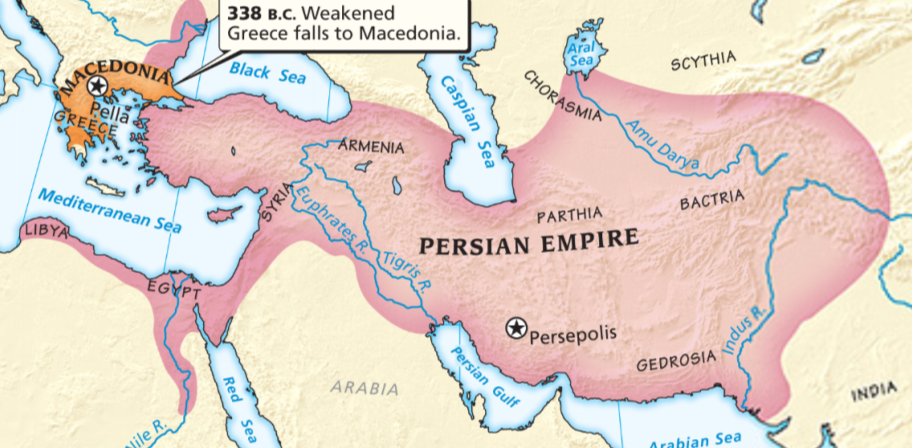 338 B.C. Weakened
Greece falls to Macedonia.
MACEDONIA
Pella
GREECE
Black Sea
Caspian Sea
Aral
Sea
SCYTHIA
CHORASMIA
Amu Darya
ARMENIA
Mediterranean Sea
SYRIA
Euphrates R.
Tigris R.
PARTHIA
BACTRIA
PERSIAN EMPIRE
LIBYA
EGYPT
Persepolis
Indus R.
GEDROSIA
Persian Gulf
ARABIA
Red
Sea
Nile R.
INDIA
Arabian Sea